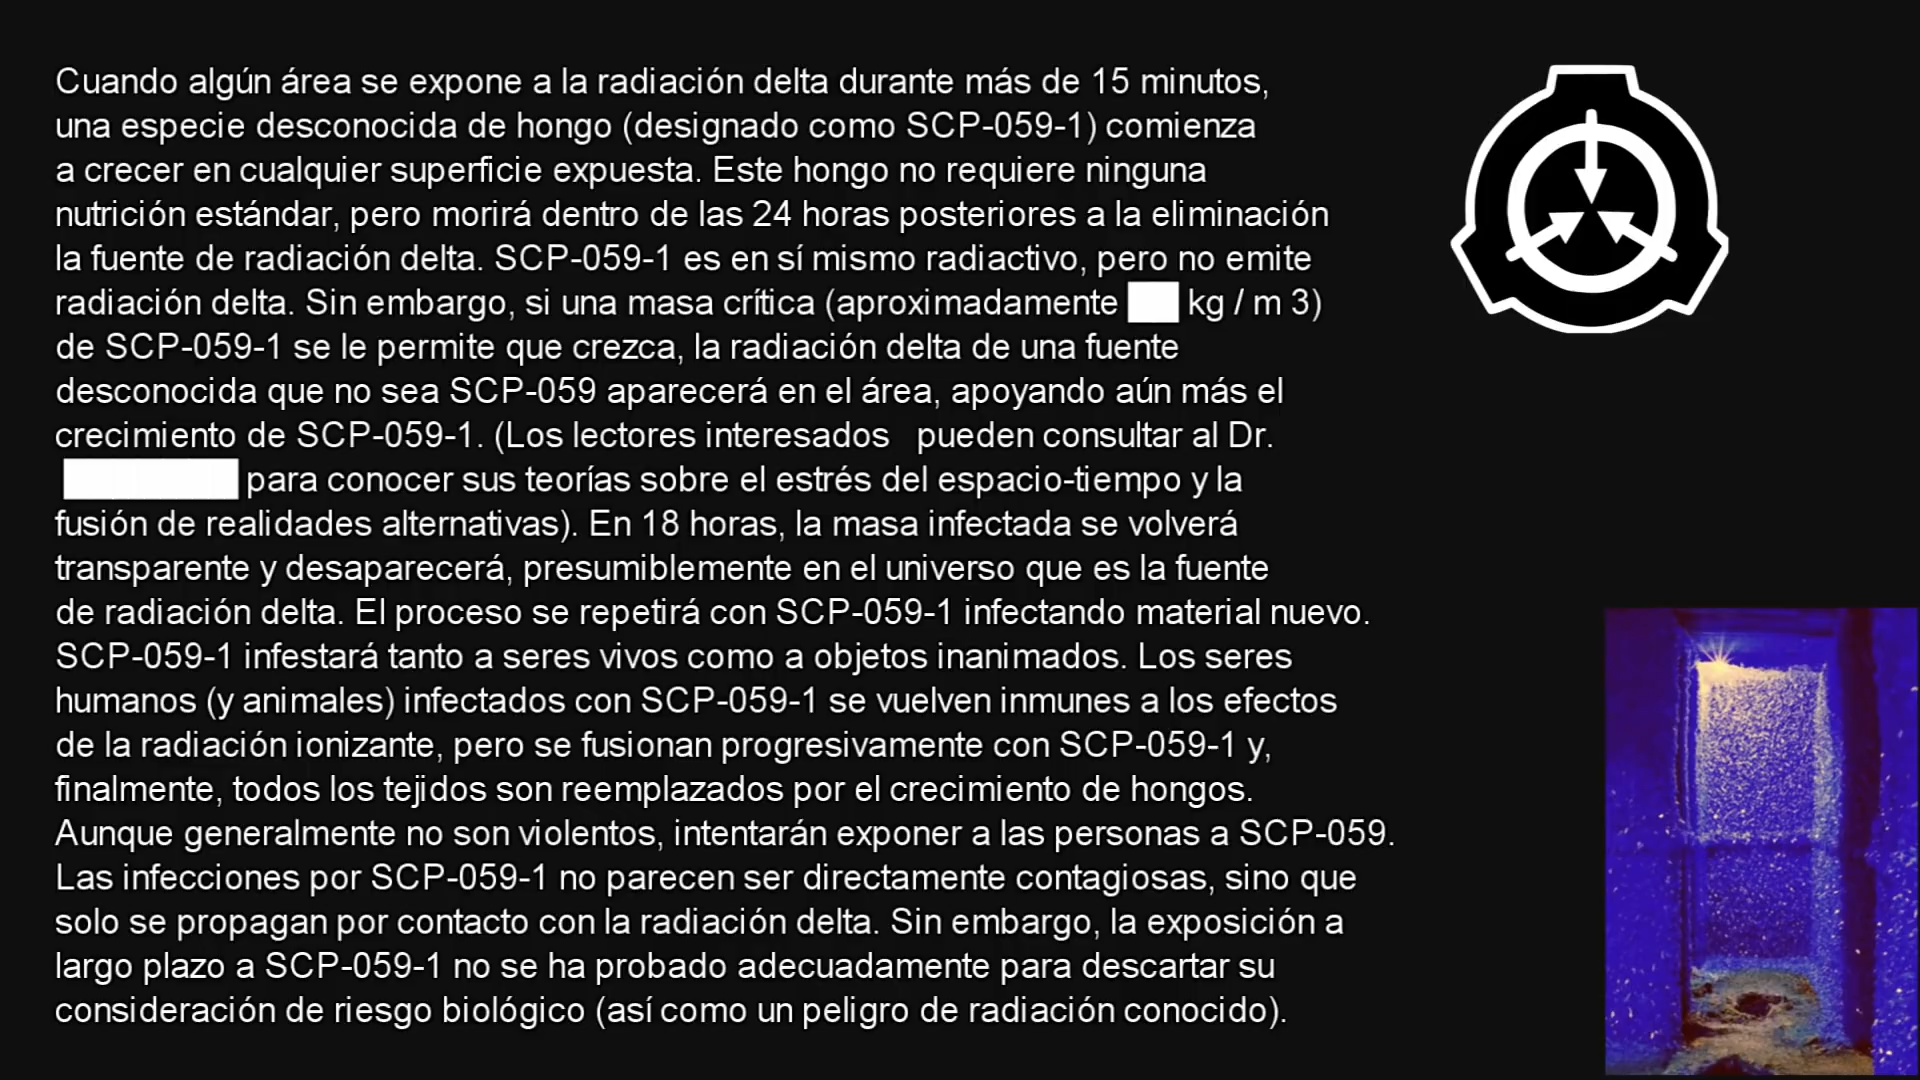 Cuando algún área se expone a la radiación delta durante más de 15 minutos,
una especie desconocida de hongo (designado como SCP-059-1) comienza
a crecer en cualquier superficie expuesta. Este hongo no requiere ninguna
nutrición estándar, pero morirá dentro de las 24 horas posteriores a la eliminación
la fuente de radiación delta. SCP-059-1 es en sí mismo radiactivo, pero no emite
radiación delta. Sin embargo, si una masa crítica (aproximadamente kg / m 3)
de SCP-059-1 se le permite que crezca, la radiación delta de una fuente
desconocida que no sea SCP-059 aparecerá en el área, apoyando aún más el
crecimiento de SCP-059-1. (Los lectores interesados pueden consultar al Dr.
para conocer sus teorías sobre el estrés del espacio-tiempo y la
fusión de realidades alternativas). En 18 horas, la masa infectada se volverá
transparente y desaparecerá, presumiblemente en el universo que es la fuente
de radiación delta. El proceso se repetirá con SCP-059-1 infectando material nuevo.
SCP-059-1 infestará tanto a seres vivos como a objetos inanimados. Los seres
humanos (y animales) infectados con SCP-059-1 se vuelven inmunes a los efectos
de la radiación ionizante, pero se fusionan progresivamente con SCP-059-1 y,
finalmente, todos los tejidos son reemplazados por el crecimiento de hongos.
Aunque generalmente no son violentos, intentarán exponer a las personas a SCP-059.
Las infecciones por SCP-059-1 no parecen ser directamente contagiosas, sino que
solo se propagan por contacto con la radiación delta. Sin embargo, la exposición a
largo plazo a SCP-059-1 no se ha probado adecuadamente para descartar su
consideración de riesgo biológico (así como un peligro de radiación conocido).